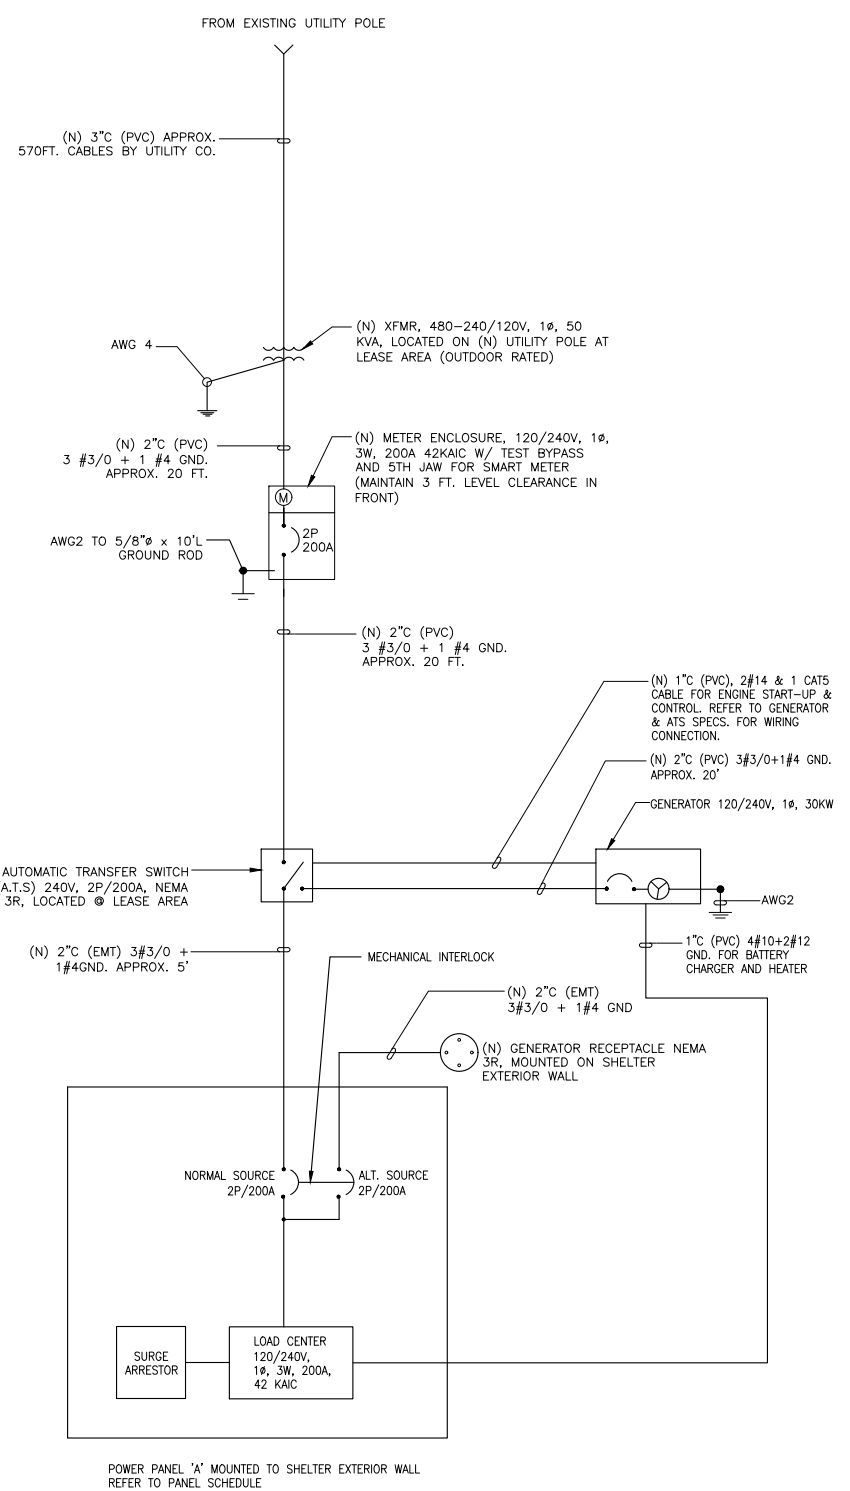 FROM EXISTING UTILITY POLE
(N) 3"C (PVC) APPROX.
570FT. CABLES BY UTILITY CO.
(N) XFMR, 480-240/120V, 1ø, 50
KVA, LOCATED ON (N) UTILITY POLE AT
LEASE AREA (OUTDOOR RATED)
AWG 4
(N) 2"C (PVC)
3 #3/0 + 1 #4 GND.
APPROX. 20 FT.
(N) METER ENCLOSURE, 120/240V, 1ø,
3W, 200A 42KAIC W/ TEST BYPASS
AND 5TH JAW FOR SMART METER
(MAINTAIN 3 FT. LEVEL CLEARANCE IN
FRONT)
M
2P
200A
AWG2 TO 5/8"ø x 10'L
GROUND ROD
(N) 2"C (PVC)
3 #3/0 + 1 #4 GND.
APPROX. 20 FT.
(N) 1"C (PVC), 2#14 & 1 CAT5
CABLE FOR ENGINE START-UP &
CONTROL. REFER TO GENERATOR
& ATS SPECS. FOR WIRING
CONNECTION.
(N) 2"C (PVC) 3#3/0+1#4 GND.
APPROX. 20'
GENERATOR 120/240V, 1ø, 30KW
AUTOMATIC TRANSFER SWITCH
A.T.S) 240V, 2P/200A, NEMA
3R, LOCATED @ LEASE AREA
AWG2
(N) 2"C (EMT) 3#3/0 +
1#4GND. APPROX. 5'
MECHANICAL INTERLOCK
1"C (PVC) 4#10+2#12
GND. FOR BATTERY
CHARGER AND HEATER
(N) 2"C (EMT)
3#3/0 + 1#4 GND
(N) GENERATOR RECEPTACLE NEMA
3R, MOUNTED ON SHELTER
EXTERIOR WALL
NORMAL SOURCE
2P/200A
ALT. SOURCE
2P/200A
SURGE
ARRESTOR
LOAD CENTER
120/240V,
1ø, 3W, 200A,
42 KAIC
POWER PANEL 'A' MOUNTED TO SHELTER EXTERIOR WALL
REFER TO PANEL SCHEDULE